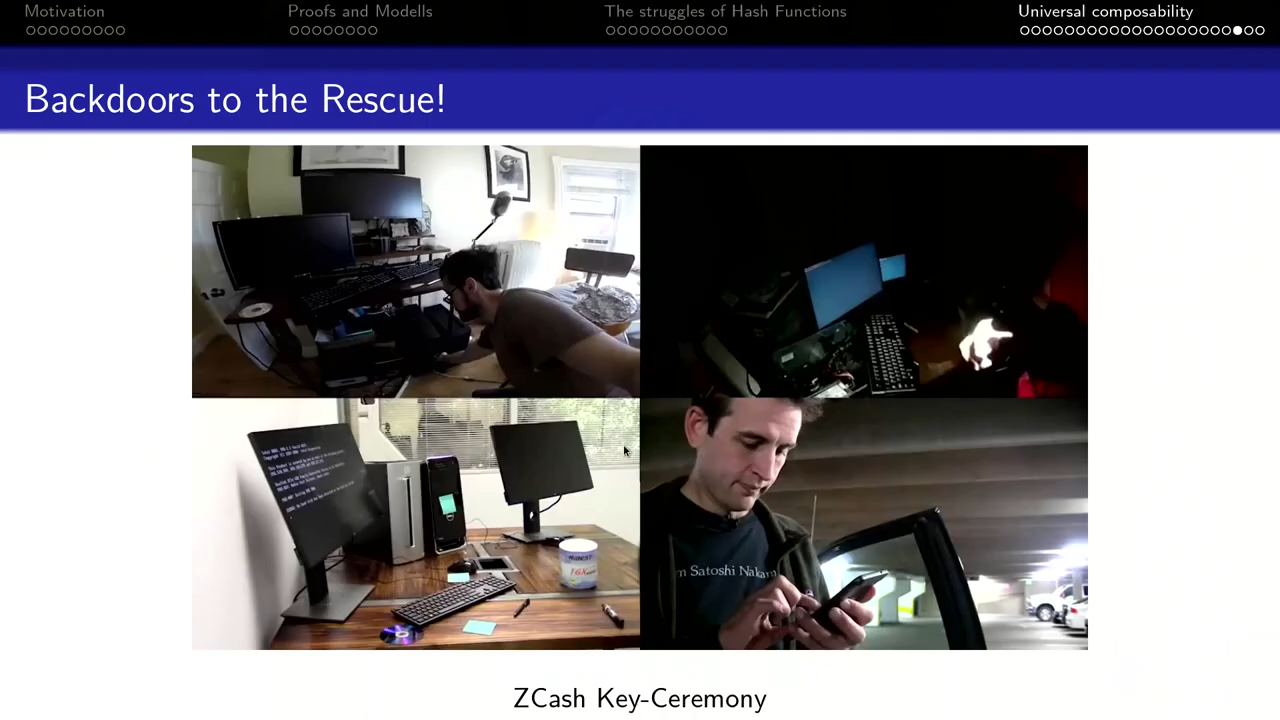 Motivation
Proofs and Modells
The struggles of Hash Functions
Universal composability
Backdoors to the Rescue!
m Satoshi Nakam
ZCash Key-Ceremony